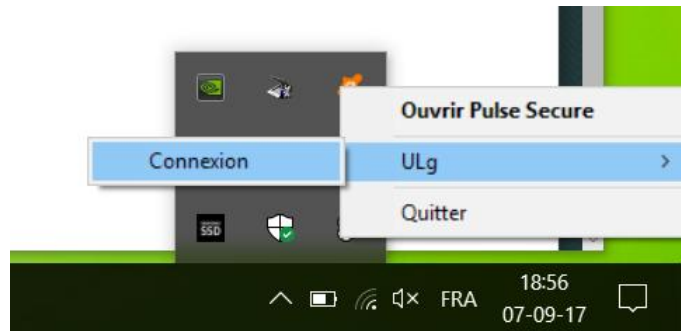 Ouvrir Pulse Secure
Connexion
ULg
Quitter
SSD
FRA
18:56
07-09-17